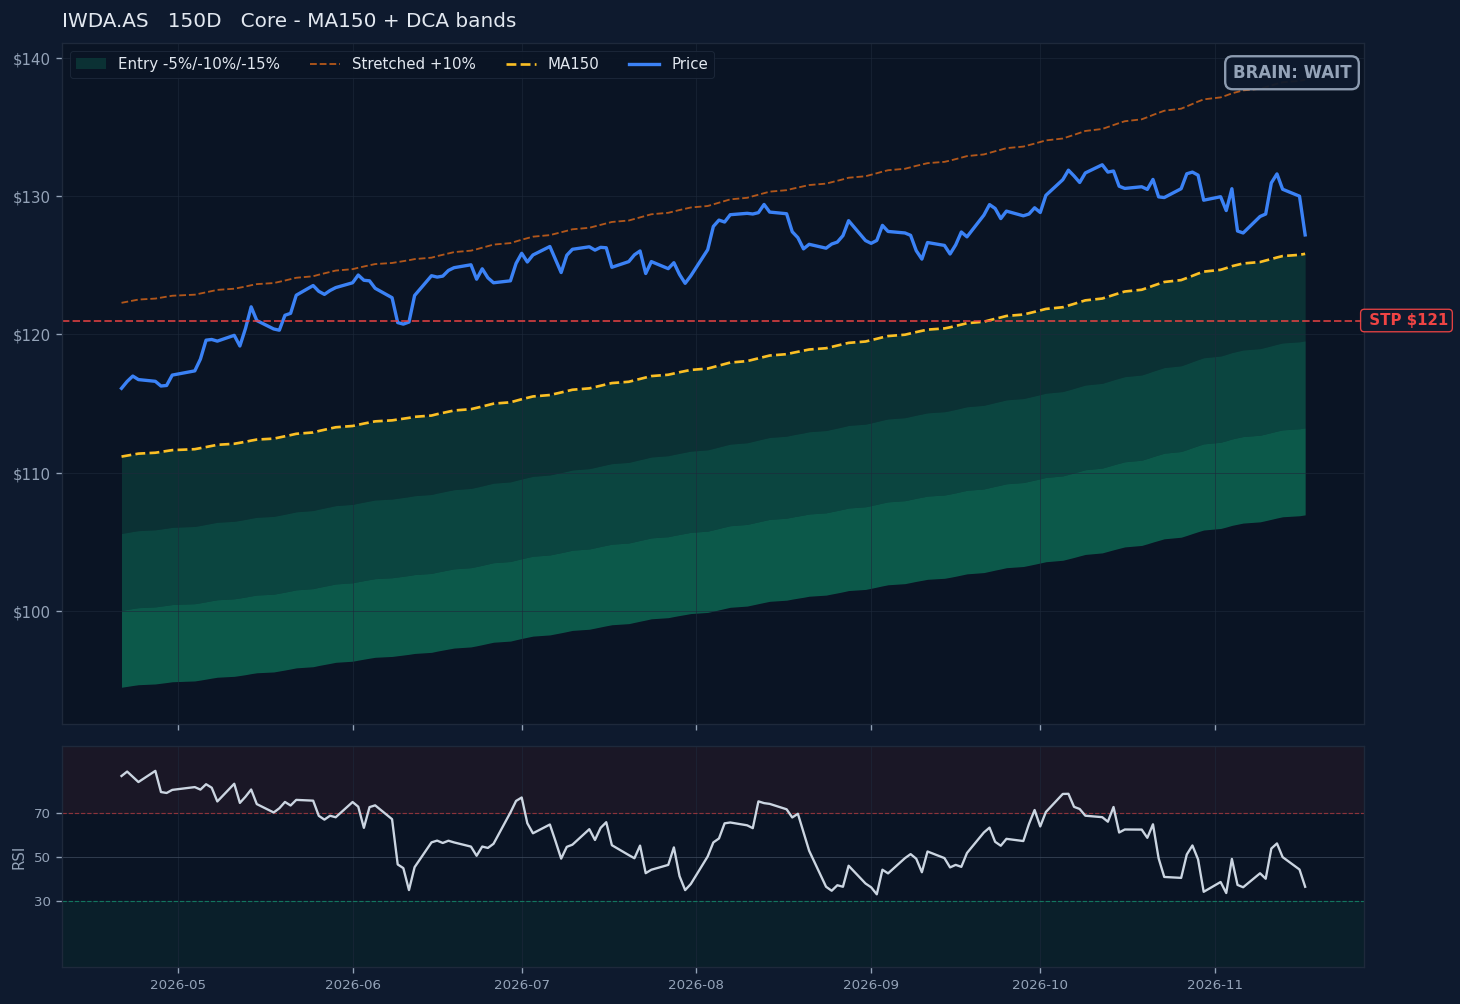 IWDA.AS 150D Core - MA150 + DCA bands
Entry -5%/-10%/-15% Stretched +10% MA150 Price
BRAIN: WAIT
$140
$130
$120
$110
$100
STP $121
RSI
70
50
30
2026-05 2026-06 2026-07 2026-08 2026-09 2026-10 2026-11